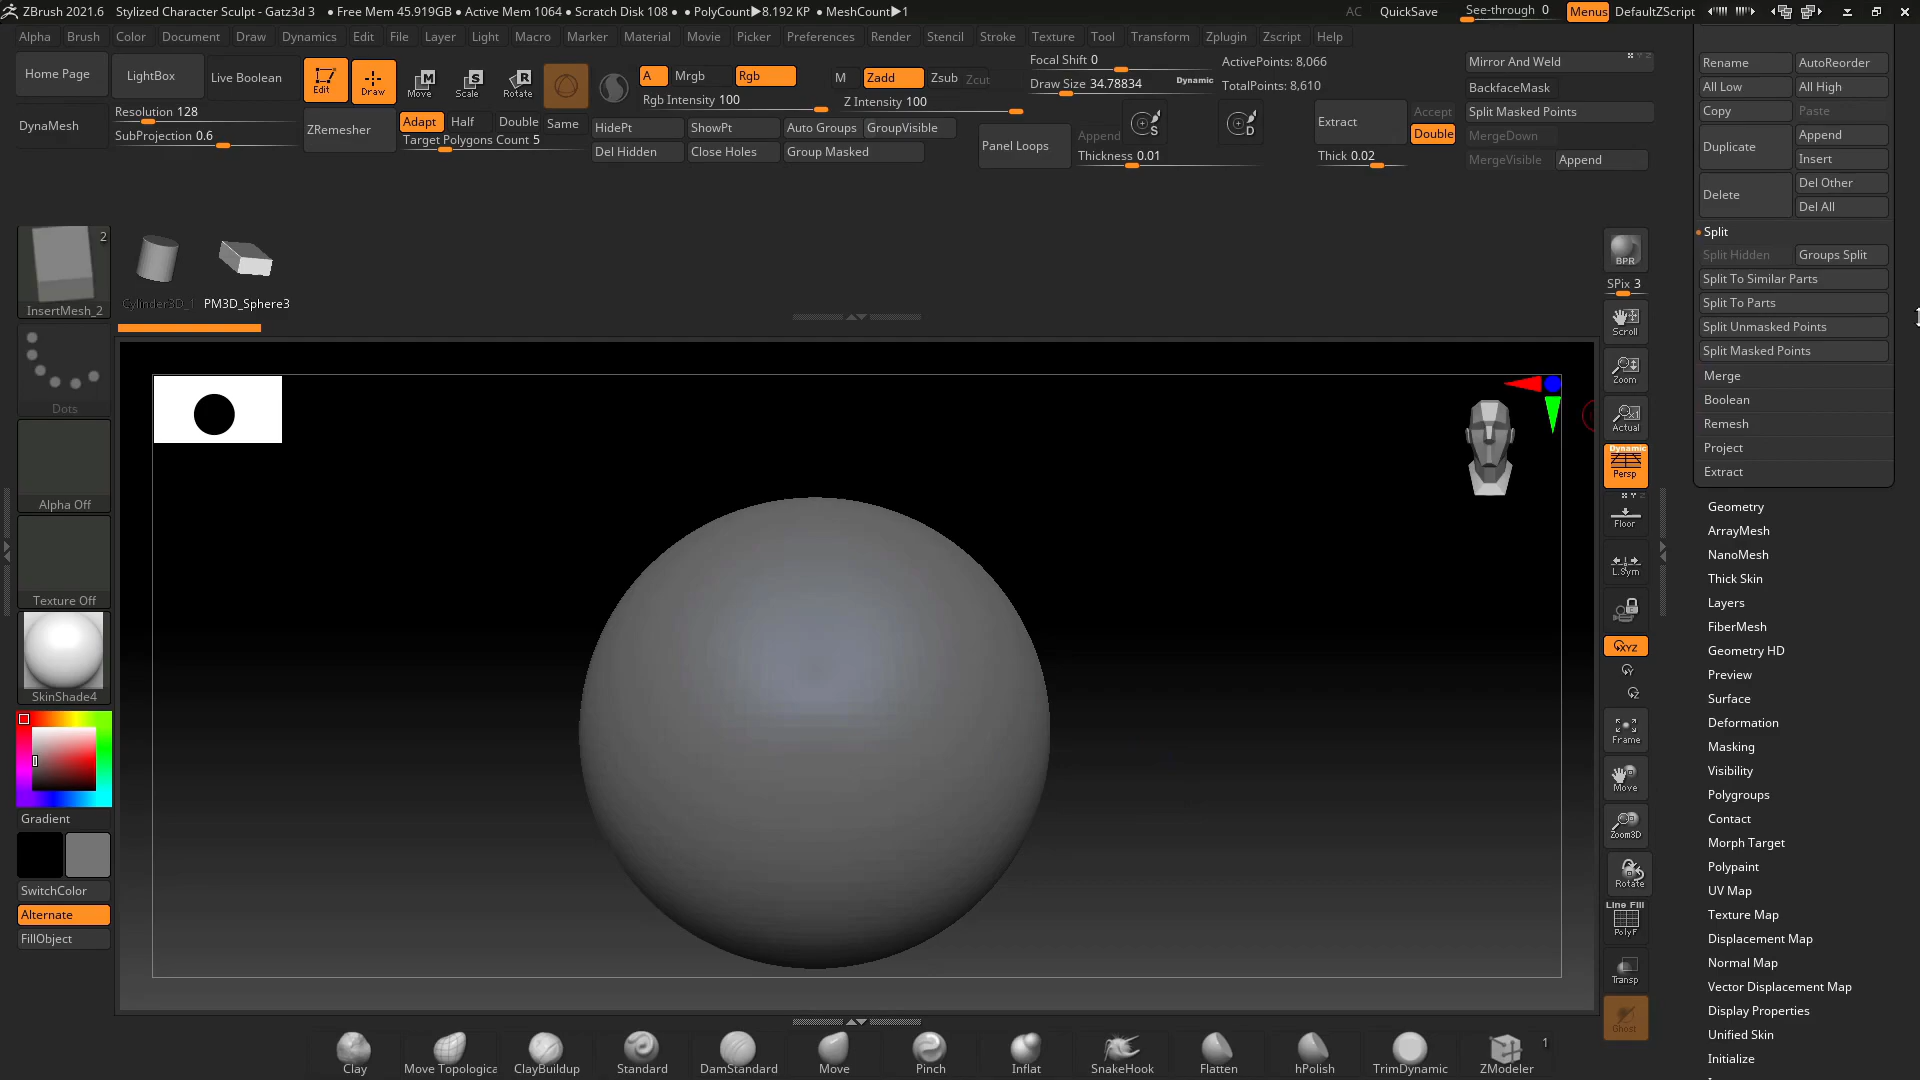 ZBrush 2021.6 Stylized Character Sculpt - Gatz3d 3 • Free Mem 45.919GB • Active Mem 1064 • Scratch Disk 108 • • PolyCount▶8.192 KP • MeshCount▶1 AC QuickSave See-through 0 Menus DefaultZScript
Alpha Brush Color Document Draw Dynamics Edit File Layer Light Macro Marker Material Movie Picker Preferences Render Stencil Stroke Texture Tool Transform Zplugin Zscript Help
Home Page LightBox Live Boolean Edit Draw Move Scale Rotate A Mrgb Rgb M Zadd Zsub Zcut Focal Shift 0 ActivePoints: 8,066 Mirror And Weld
Rgb Intensity 100 Z Intensity 100 Draw Size 34.78834 Dynamic TotalPoints: 8,610 BackfaceMask
DynaMesh Resolution 128 ZRemesher Adapt Half Double Same HidePt ShowPt Auto Groups GroupVisible Panel Loops Append S D Extract Accept Split Masked Points
SubProjection 0.6 Target Polygons Count 5 Del Hidden Close Holes Group Masked Thickness 0.01 Double Thick 0.02 MergeDown
MergeVisible Append
Rename AutoReorder
All Low All High
Copy Paste
Duplicate Append
Insert
Delete Del Other
Del All
Split
Split Hidden Groups Split
Split To Similar Parts
Split To Parts
Split Unmasked Points
Split Masked Points
Merge
Boolean
Remesh
Project
Extract
Geometry
ArrayMesh
NanoMesh
Thick Skin
Layers
FiberMesh
Geometry HD
Preview
Surface
Deformation
Masking
Visibility
Polygroups
Contact
Morph Target
Polypaint
UV Map
Texture Map
Displacement Map
Normal Map
Vector Displacement Map
Display Properties
Unified Skin
Initialize
2
InsertMesh_2
Cylinder3D_1 PM3D_Sphere3
Dots
Alpha Off
Texture Off
SkinShade4
Gradient
SwitchColor
Alternate
FillObject
BPR
SPix 3
Scroll
Zoom
Actual
Dynamic
Persp
Floor
L.Sym
XYZ
Y
Z
Frame
Move
Zoom3D
Rotate
Line Fill
PolyF
Transp
Ghost
Clay Move Topologica ClayBuildup Standard DamStandard Move Pinch Inflat SnakeHook Flatten hPolish TrimDynamic ZModeler 1